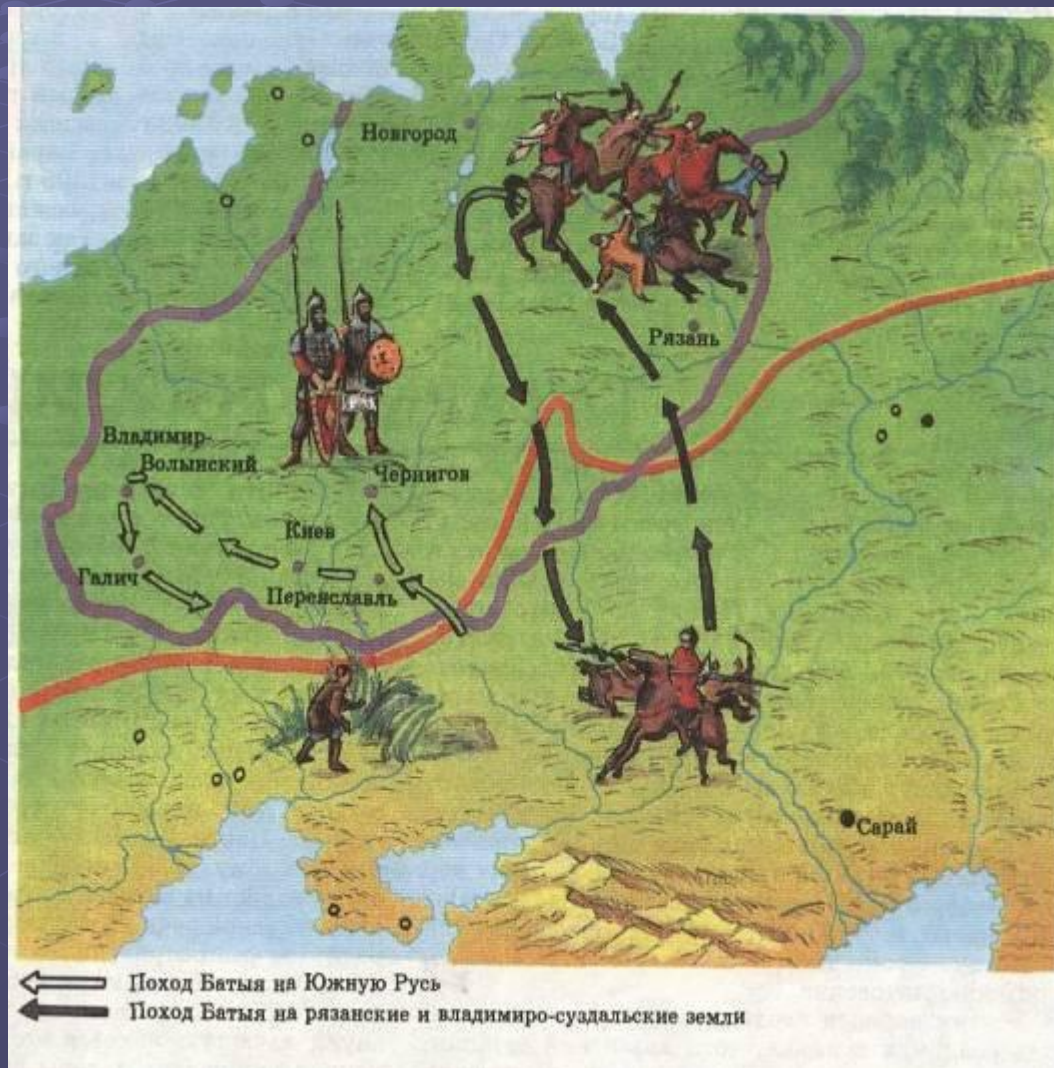 Новгород
Рязань
Владимир-
Волынский
Чернигов
Киев
Галич
Переяславль
Сарай
Поход Батыя на Южную Русь
Поход Батыя на рязанские и владимиро-суздальские земли